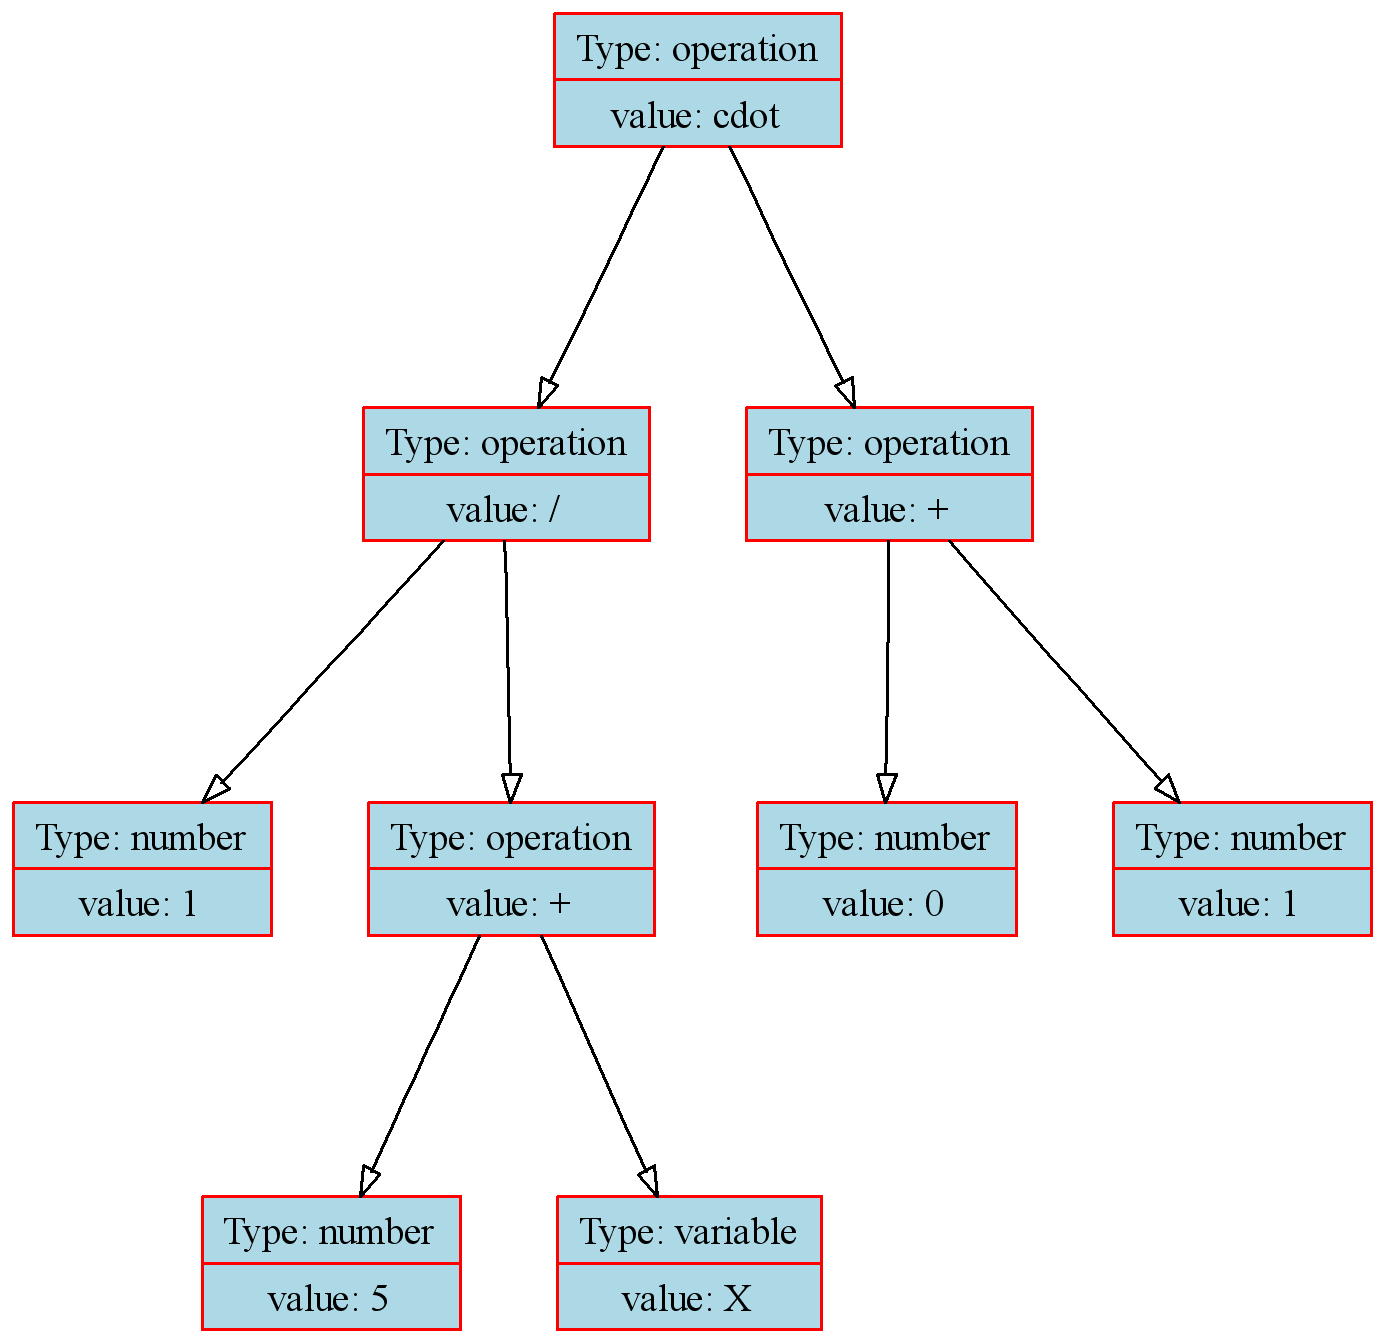 Type: operation
value: cdot
Type: operation
value: /
Type: operation
value: +
Type: number
value: 1
Type: operation
value: +
Type: number
value: 0
Type: number
value: 1
Type: number
value: 5
Type: variable
value: X